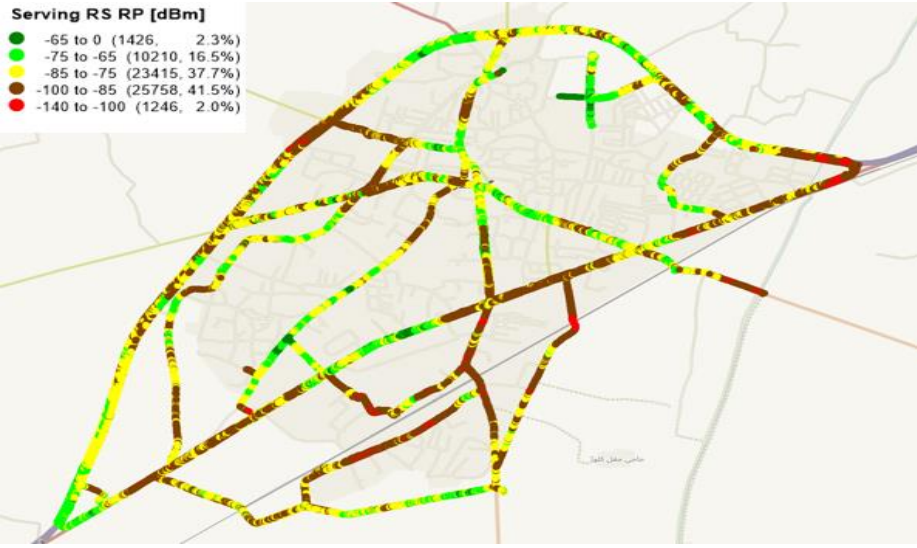 Serving RS RP [dBm]
-65 to 0 (1426, 2.3%)
-75 to -65 (10210, 16.5%)
-85 to -75 (23415, 37.7%)
-100 to -85 (25758, 41.5%)
-140 to -100 (1246, 2.0%)